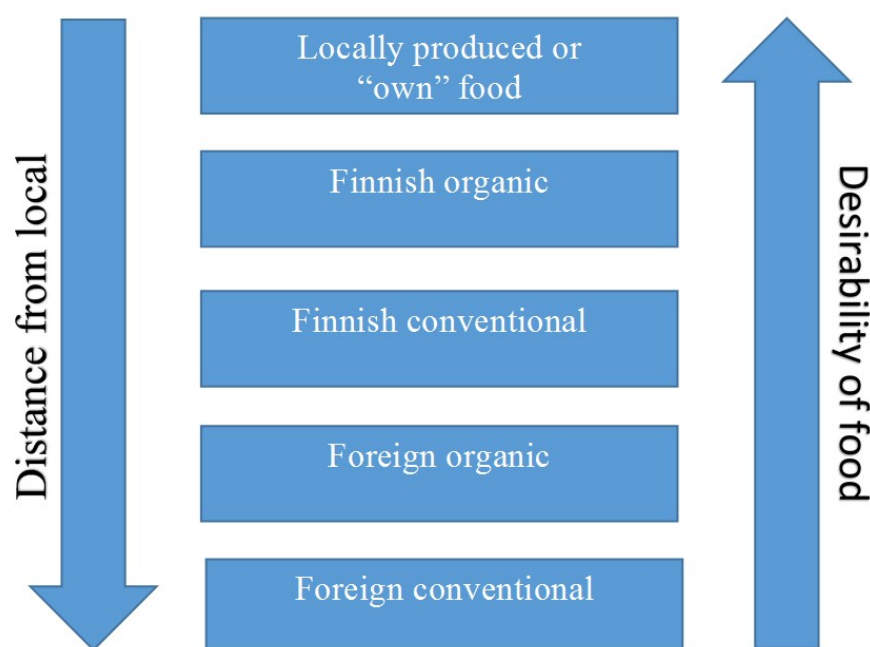 Distance from local
Locally produced or
“own” food
Finnish organic
Finnish conventional
Foreign organic
Foreign conventional
Desirability of food